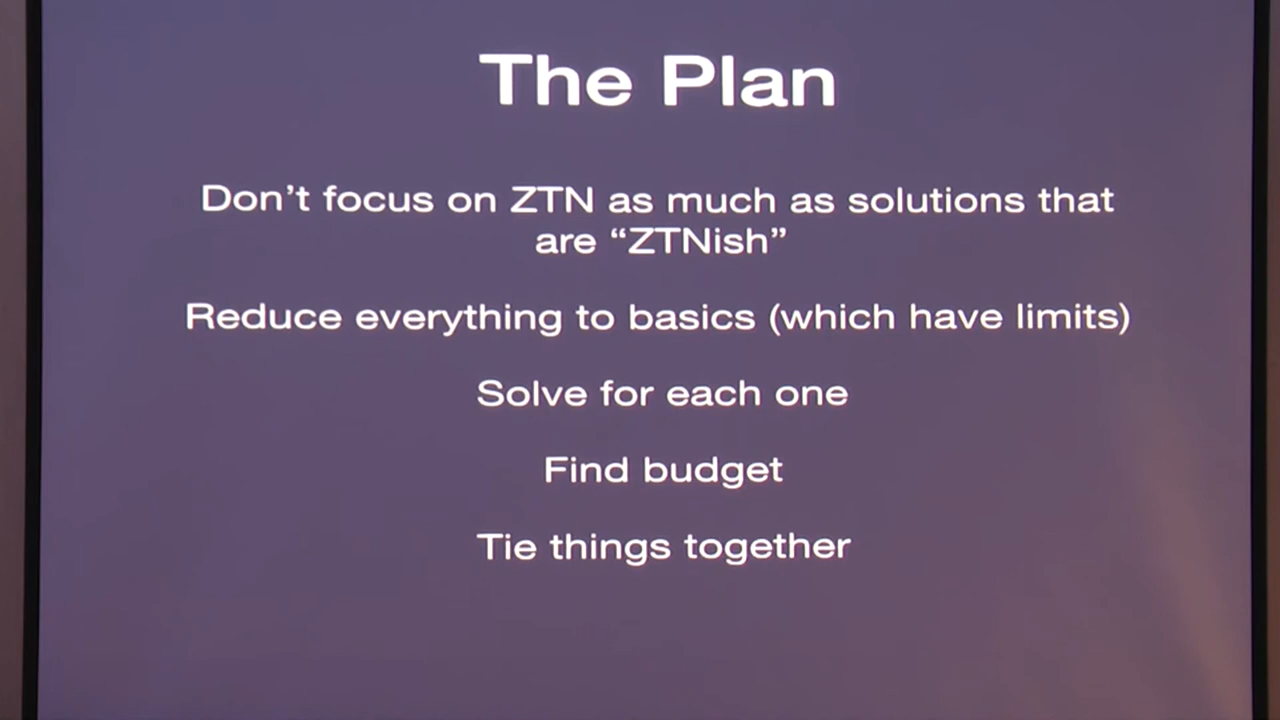 The Plan
Don’t focus on ZTN as much as solutions that
are “ZTNish”
Reduce everything to basics (which have limits)
Solve for each one
Find budget
Tie things together